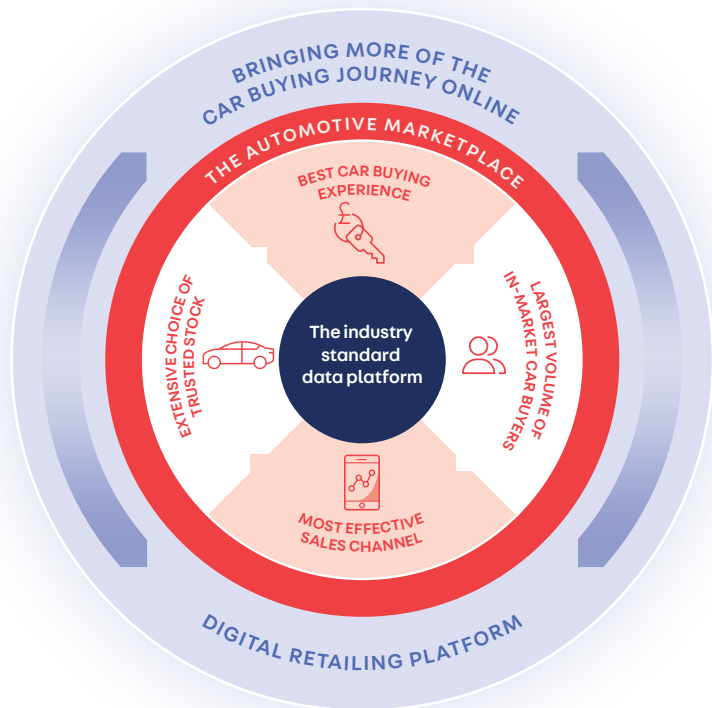 BRINGING MORE OF THE
CAR BUYING JOURNEY ONLINE
THE AUTOMOTIVE MARKETPLACE
BEST CAR BUYING
EXPERIENCE
EXTENSIVE CHOICE OF
TRUSTED STOCK
The industry
standard
data platform
LARGEST VOLUME OF
IN-MARKET CAR BUYERS
MOST EFFECTIVE
SALES CHANNEL
DIGITAL RETAILING PLATFORM